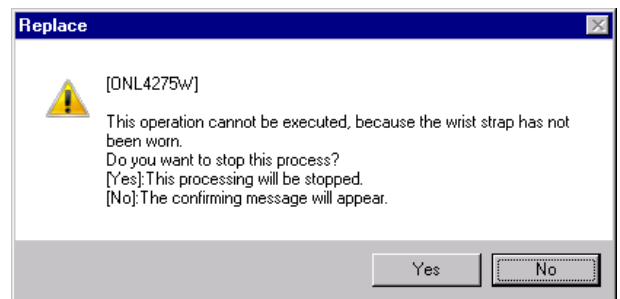 Replace
[ONL4275W]
This operation cannot be executed, because the wrist strap has not
been worn.
Do you want to stop this process?
[Yes]:This processing will be stopped.
[No]:The confirming message will appear.
Yes
No